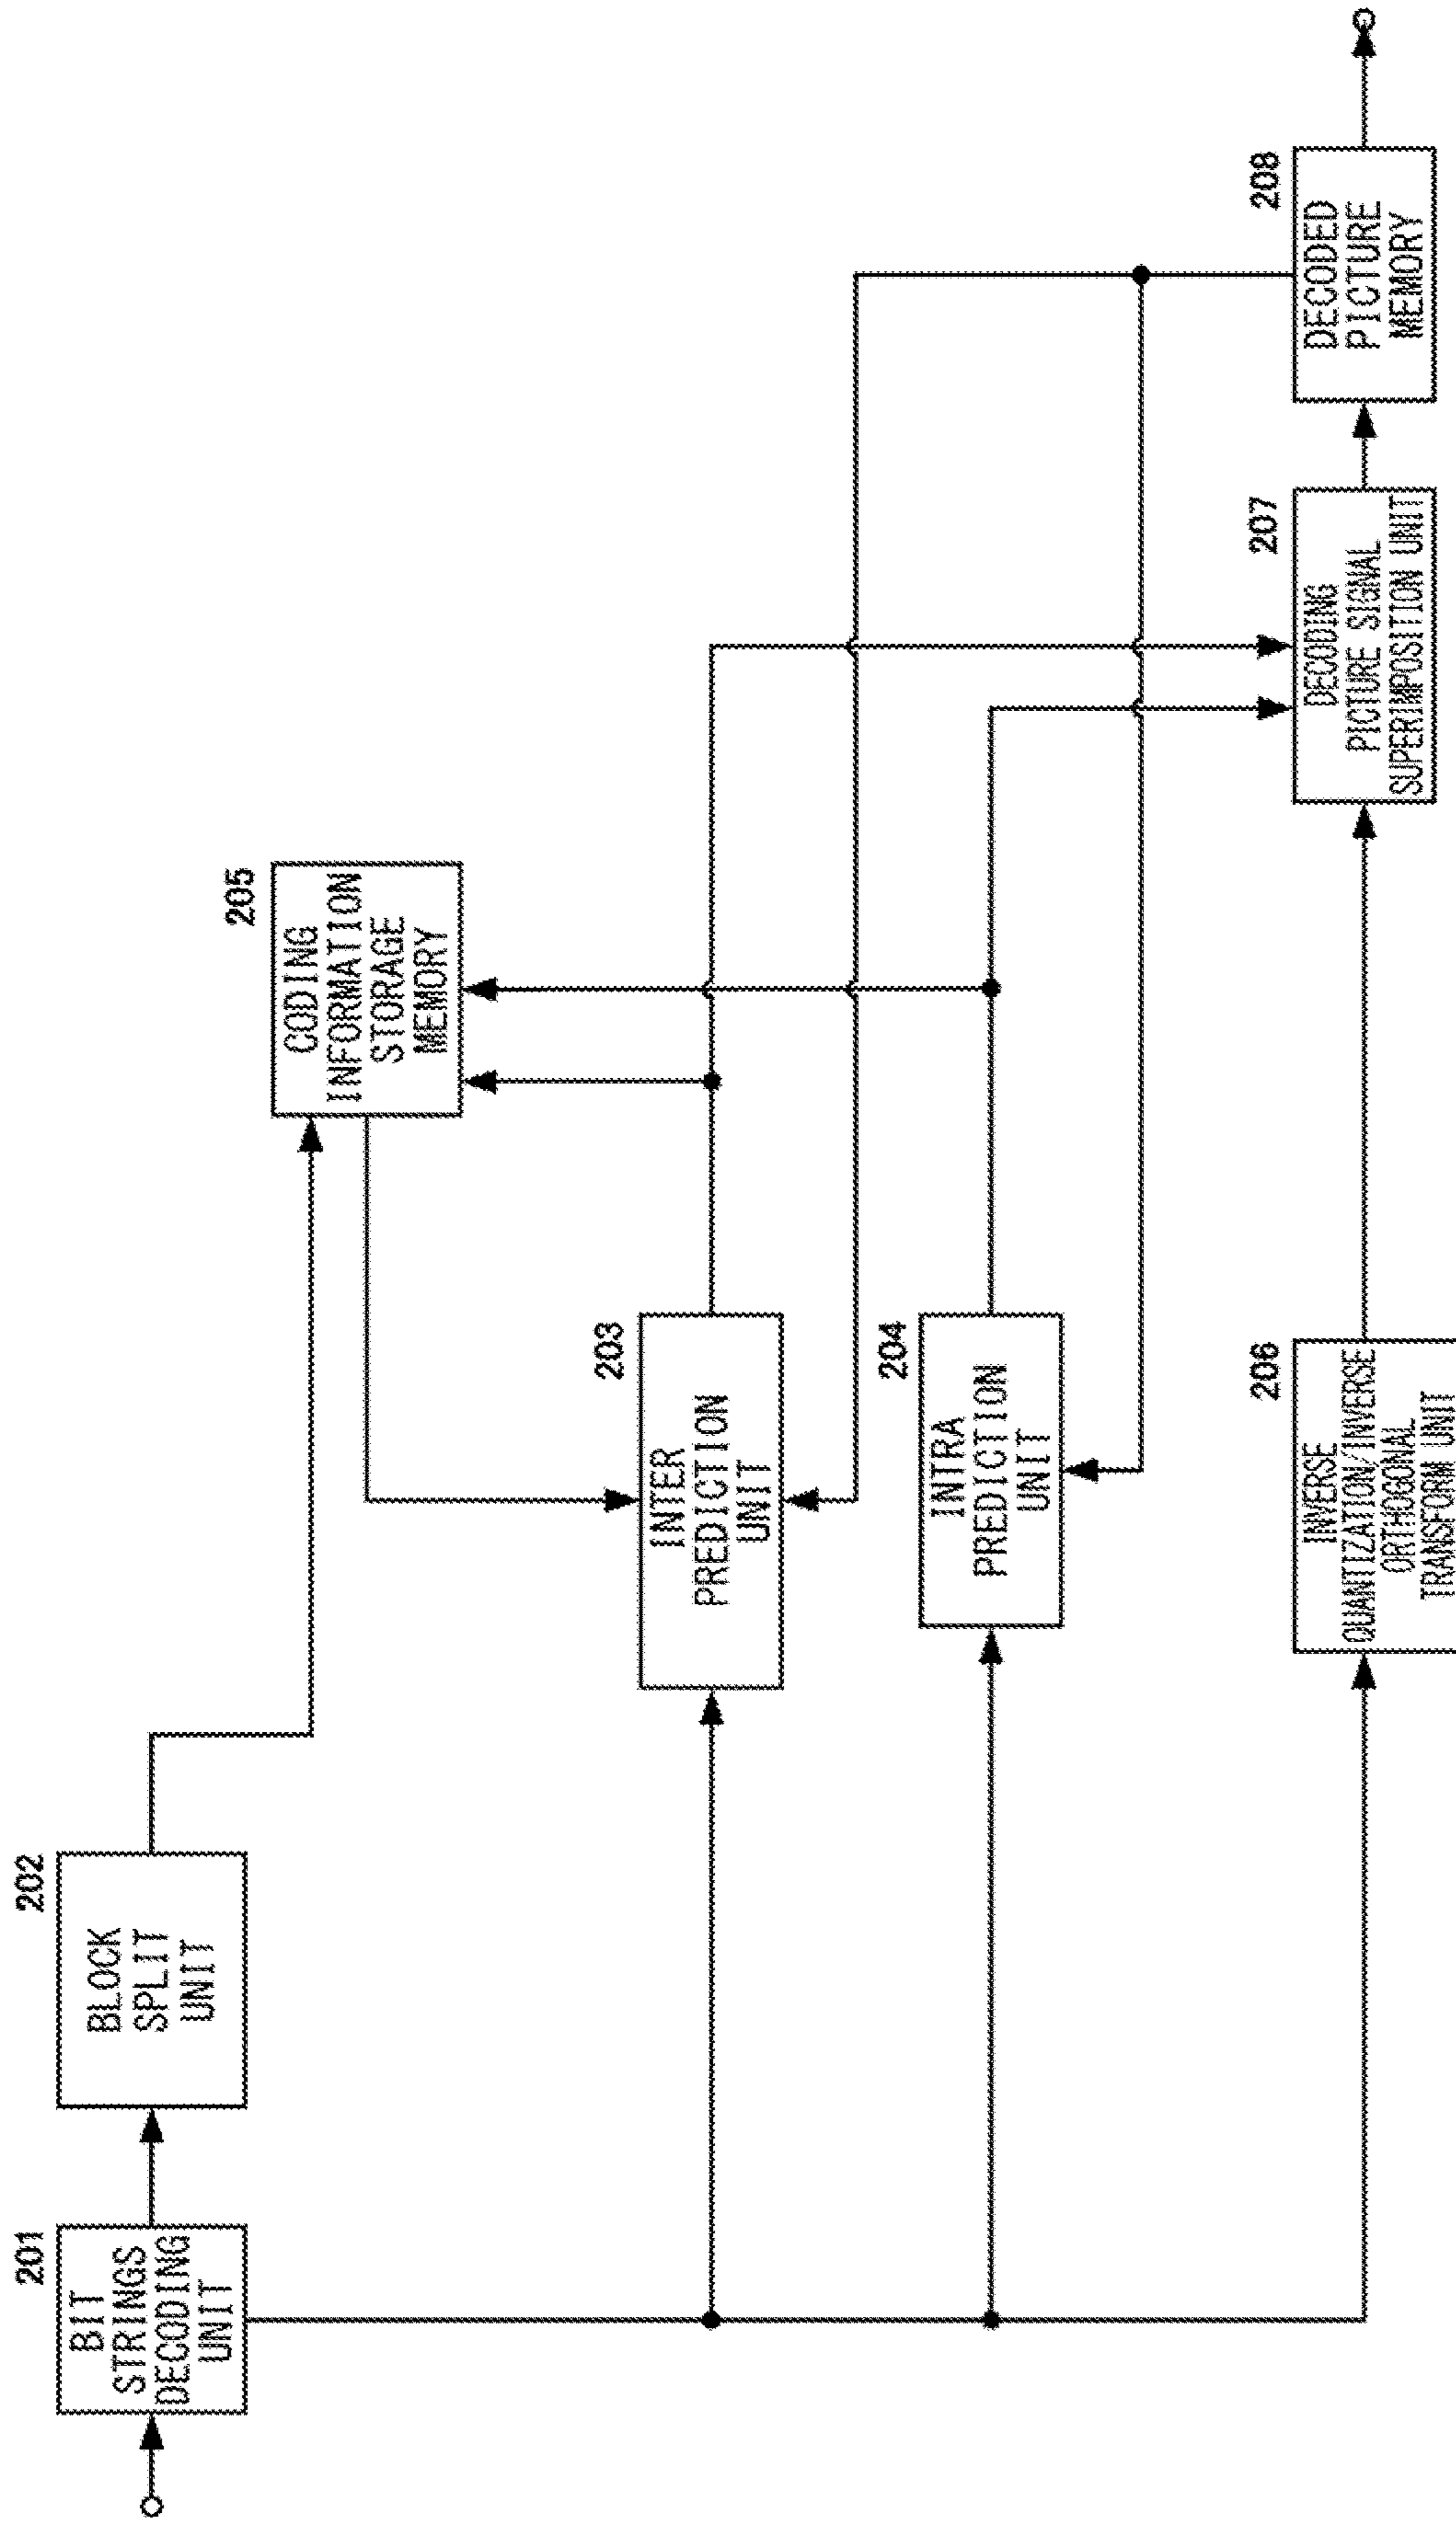 201
BIT
STRINGS
DECODING
UNIT
202
BLOCK
SPLIT
UNIT
205
CODING
INFORMATION
STORAGE
MEMORY
203
INTER
PREDICTION
UNIT
204
INTRA
PREDICTION
UNIT
206
INVERSE
QUANTIZATION/INVERSE
ORTHOGONAL
TRANSFORM UNIT
207
DECODING
PICTURE SIGNAL
SUPERIMPOSITION UNIT
208
DECODED
PICTURE
MEMORY